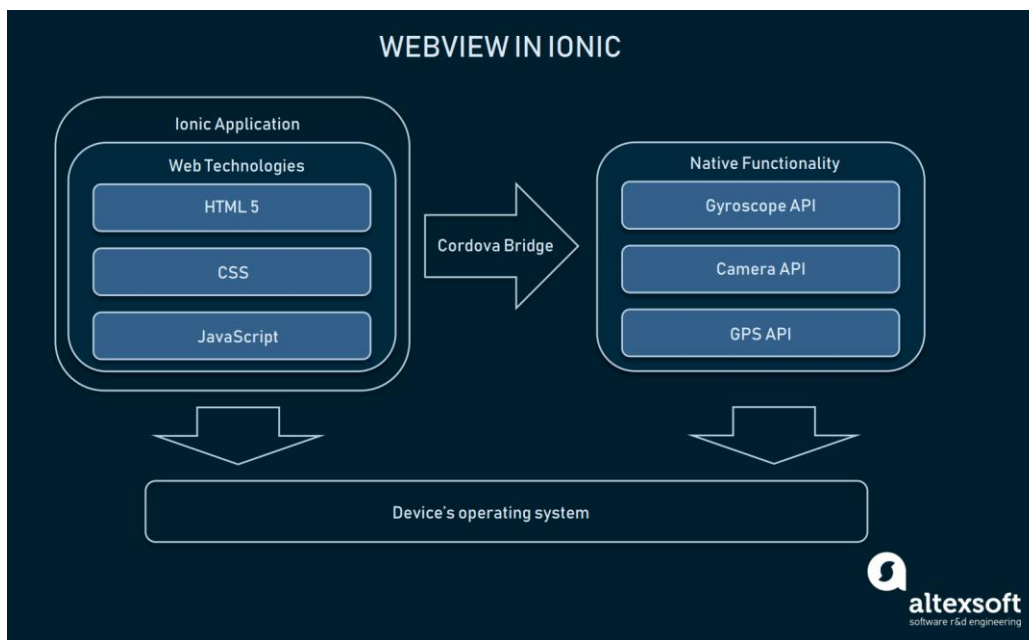 WEBVIEW IN IONIC
Ionic Application
Web Technologies
HTML 5
CSS
JavaScript
Cordova Bridge
Native Functionality
Gyroscope API
Camera API
GPS API
Device's operating system
altexsoft
software r&d engineering